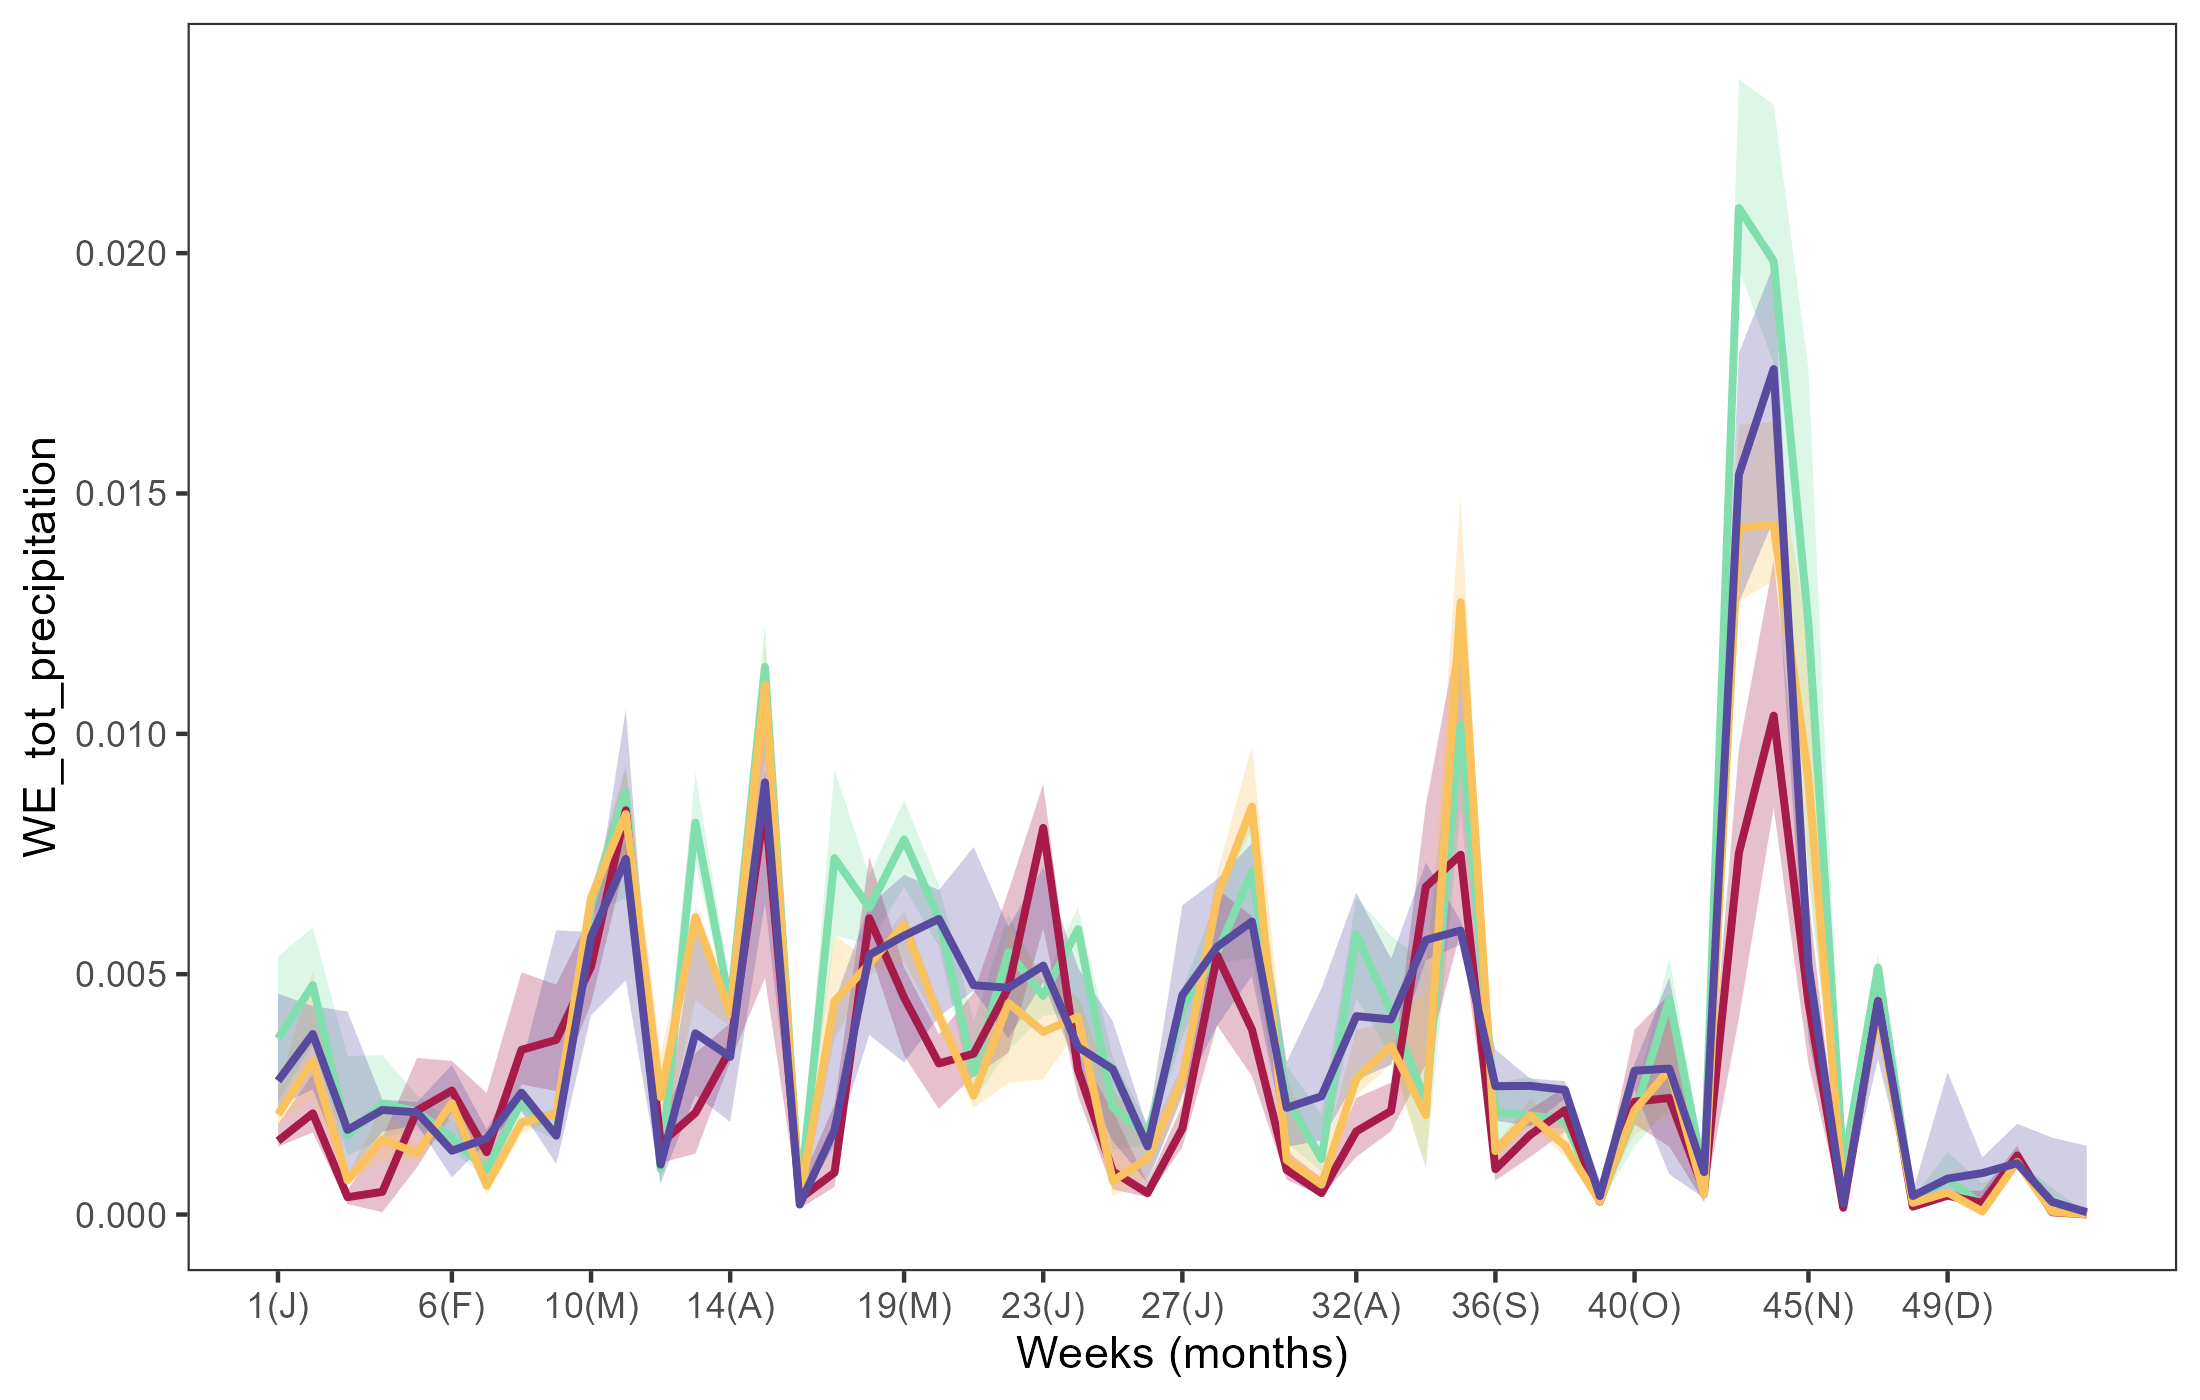 WE_tot_precipitation
0.020
0.015
0.010
0.005
0.000
1(J) 6(F) 10(M) 14(A) 19(M) 23(J) 27(J) 32(A) 36(S) 40(O) 45(N) 49(D)
Weeks (months)